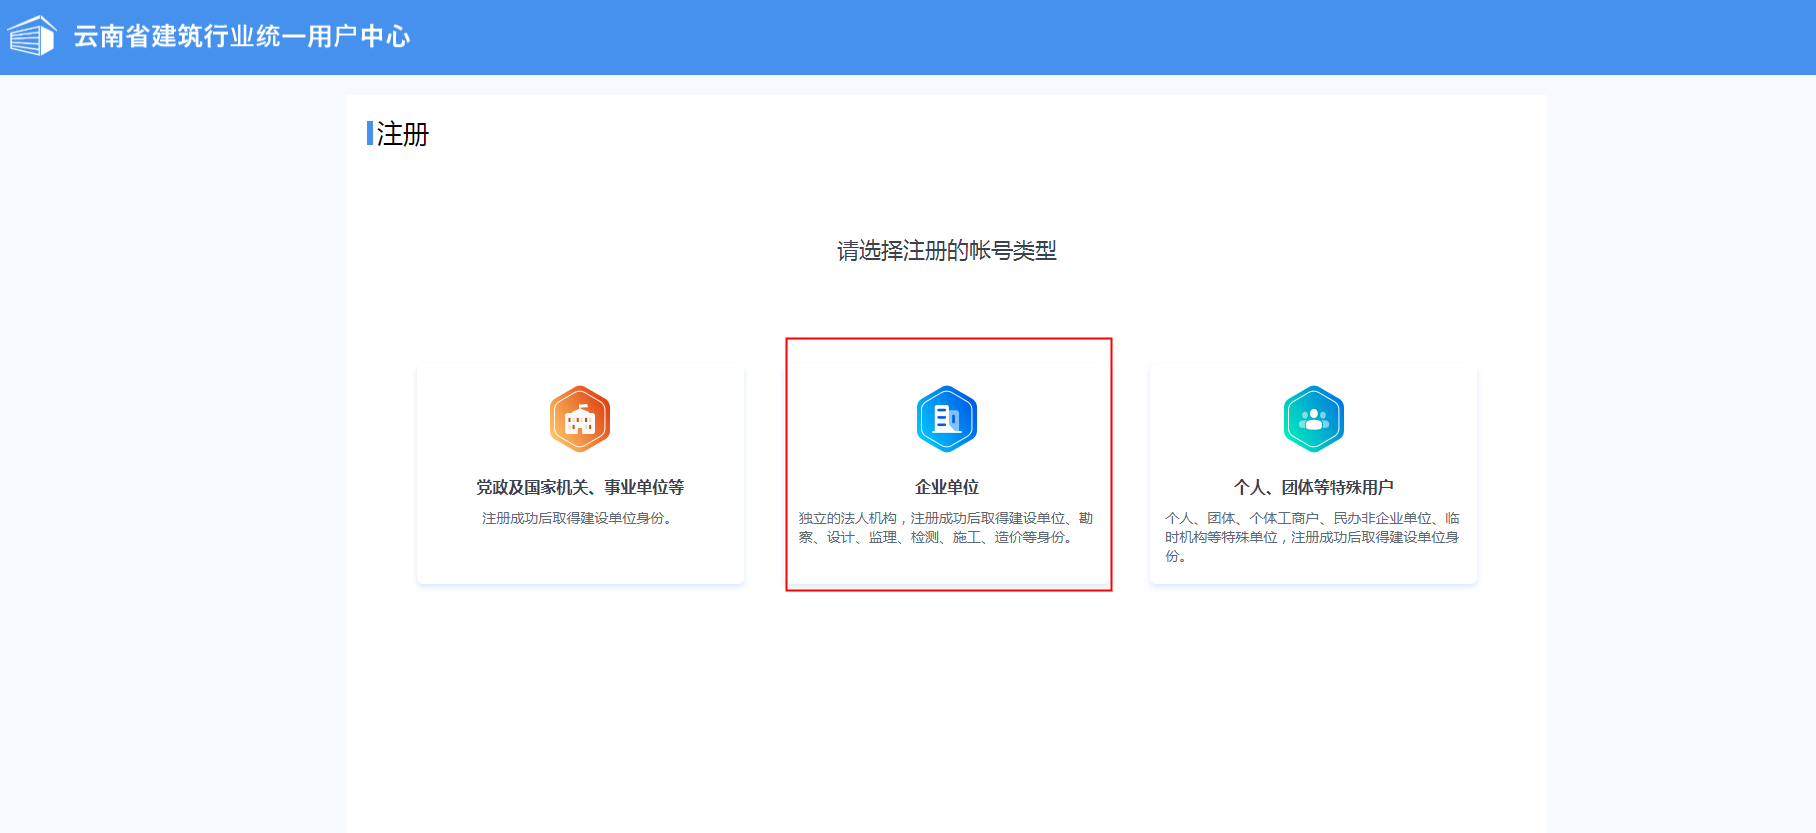 云南省建筑行业统一用户中心
注册
请选择注册的帐号类型
党政及国家机关、事业单位等
注册成功后取得建设单位身份。
企业单位
独立的法人机构，注册成功后取得建设单位、勘
察、设计、监理、检测、施工、造价等身份。
个人、团体等特殊用户
个人、团体、个体工商户、民办非企业单位、临
时机构等特殊单位，注册成功后取得建设单位身
份。